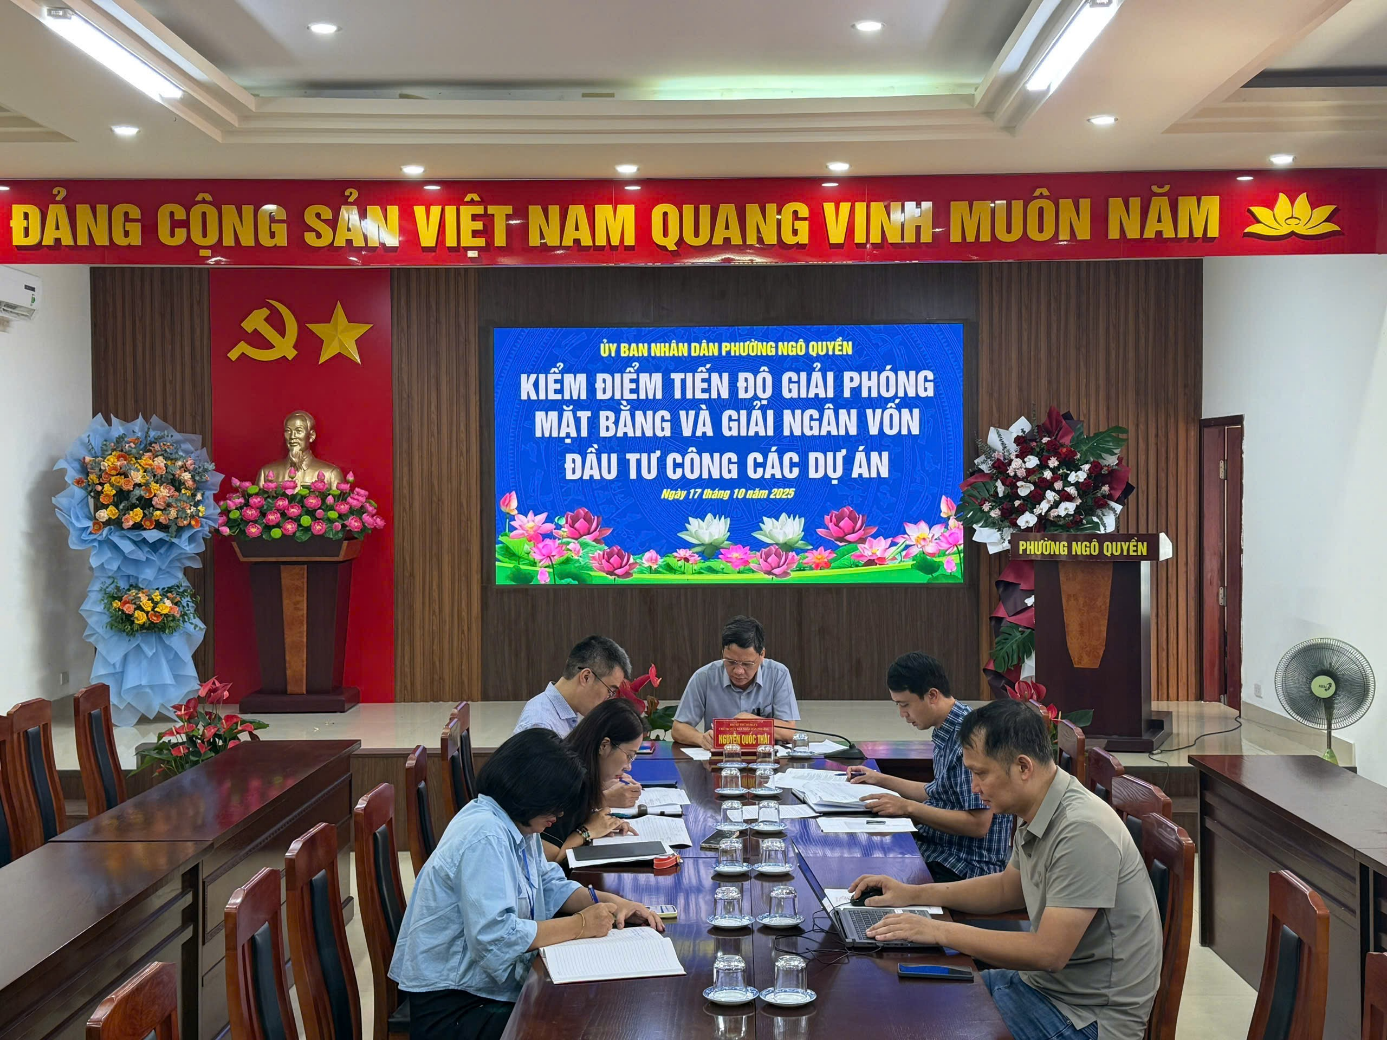 ĐẢNG CỘNG SẢN VIỆT NAM QUANG VINH MUÔN NĂM
ỦY BAN NHÂN DÂN PHƯỜNG NGÔ QUYỀN
KIỂM ĐIỂM TIẾN ĐỘ GIẢI PHÓNG
MẶT BẰNG VÀ GIẢI NGÂN VỐN
ĐẦU TƯ CÔNG CÁC DỰ ÁN
Ngày 17 tháng 10 năm 2025
PHƯỜNG NGÔ QUYỀN
NGUYỄN QUỐC THÁI